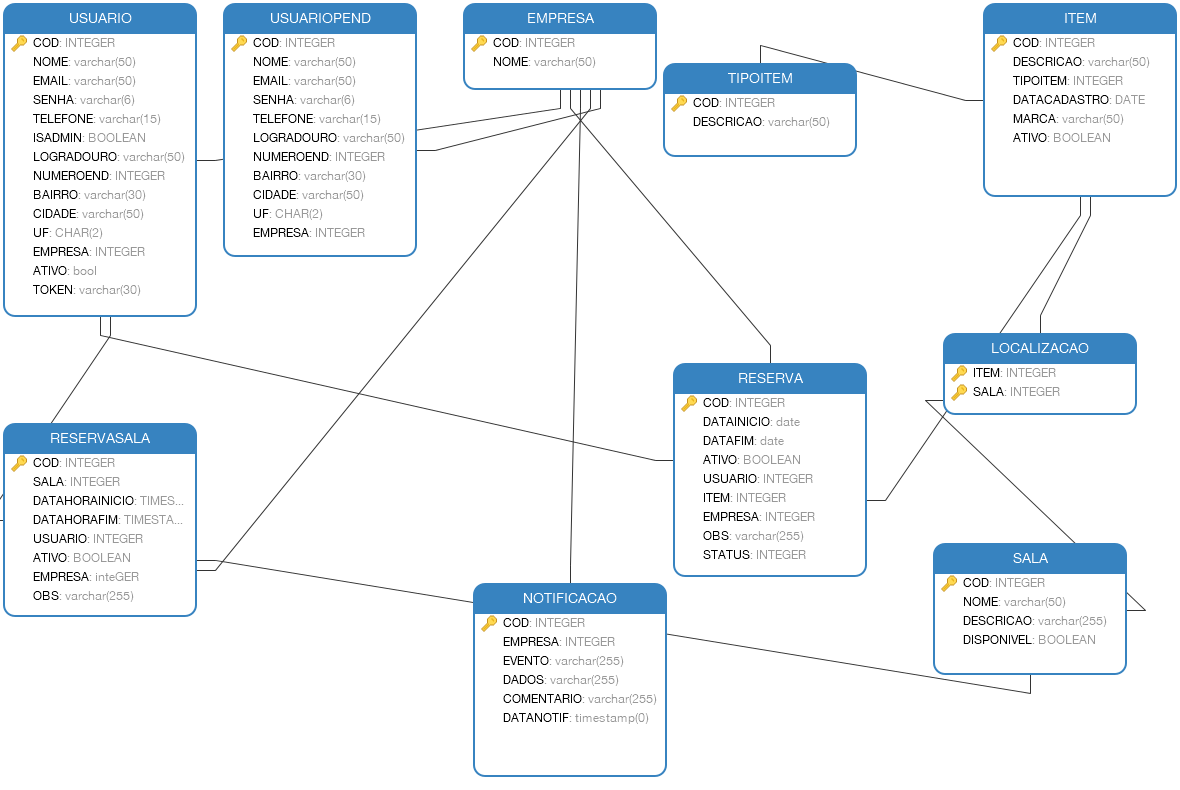 USUARIO
COD: INTEGER
NOME: varchar(50)
EMAIL: varchar(50)
SENHA: varchar(6)
TELEFONE: varchar(15)
ISADMIN: BOOLEAN
LOGRADOURO: varchar(50)
NUMEROEND: INTEGER
BAIRRO: varchar(30)
CIDADE: varchar(50)
UF: CHAR(2)
EMPRESA: INTEGER
ATIVO: bool
TOKEN: varchar(30)
USUARIOPEND
COD: INTEGER
NOME: varchar(50)
EMAIL: varchar(50)
SENHA: varchar(6)
TELEFONE: varchar(15)
LOGRADOURO: varchar(50)
NUMEROEND: INTEGER
BAIRRO: varchar(30)
CIDADE: varchar(50)
UF: CHAR(2)
EMPRESA: INTEGER
EMPRESA
COD: INTEGER
NOME: varchar(50)
TIPOITEM
COD: INTEGER
DESCRICAO: varchar(50)
ITEM
COD: INTEGER
DESCRICAO: varchar(50)
TIPOITEM: INTEGER
DATACADASTRO: DATE
MARCA: varchar(50)
ATIVO: BOOLEAN
LOCALIZACAO
ITEM: INTEGER
SALA: INTEGER
RESERVA
COD: INTEGER
DATAINICIO: date
DATAFIM: date
ATIVO: BOOLEAN
USUARIO: INTEGER
ITEM: INTEGER
EMPRESA: INTEGER
OBS: varchar(255)
STATUS: INTEGER
RESERVASALA
COD: INTEGER
SALA: INTEGER
DATAHORAINICIO: TIMES...
DATAHORAFIM: TIMESTA...
USUARIO: INTEGER
ATIVO: BOOLEAN
EMPRESA: inteGER
OBS: varchar(255)
NOTIFICACAO
COD: INTEGER
EMPRESA: INTEGER
EVENTO: varchar(255)
DADOS: varchar(255)
COMENTARIO: varchar(255)
DATANOTIF: timestamp(0)
SALA
COD: INTEGER
NOME: varchar(50)
DESCRICAO: varchar(255)
DISPONIVEL: BOOLEAN